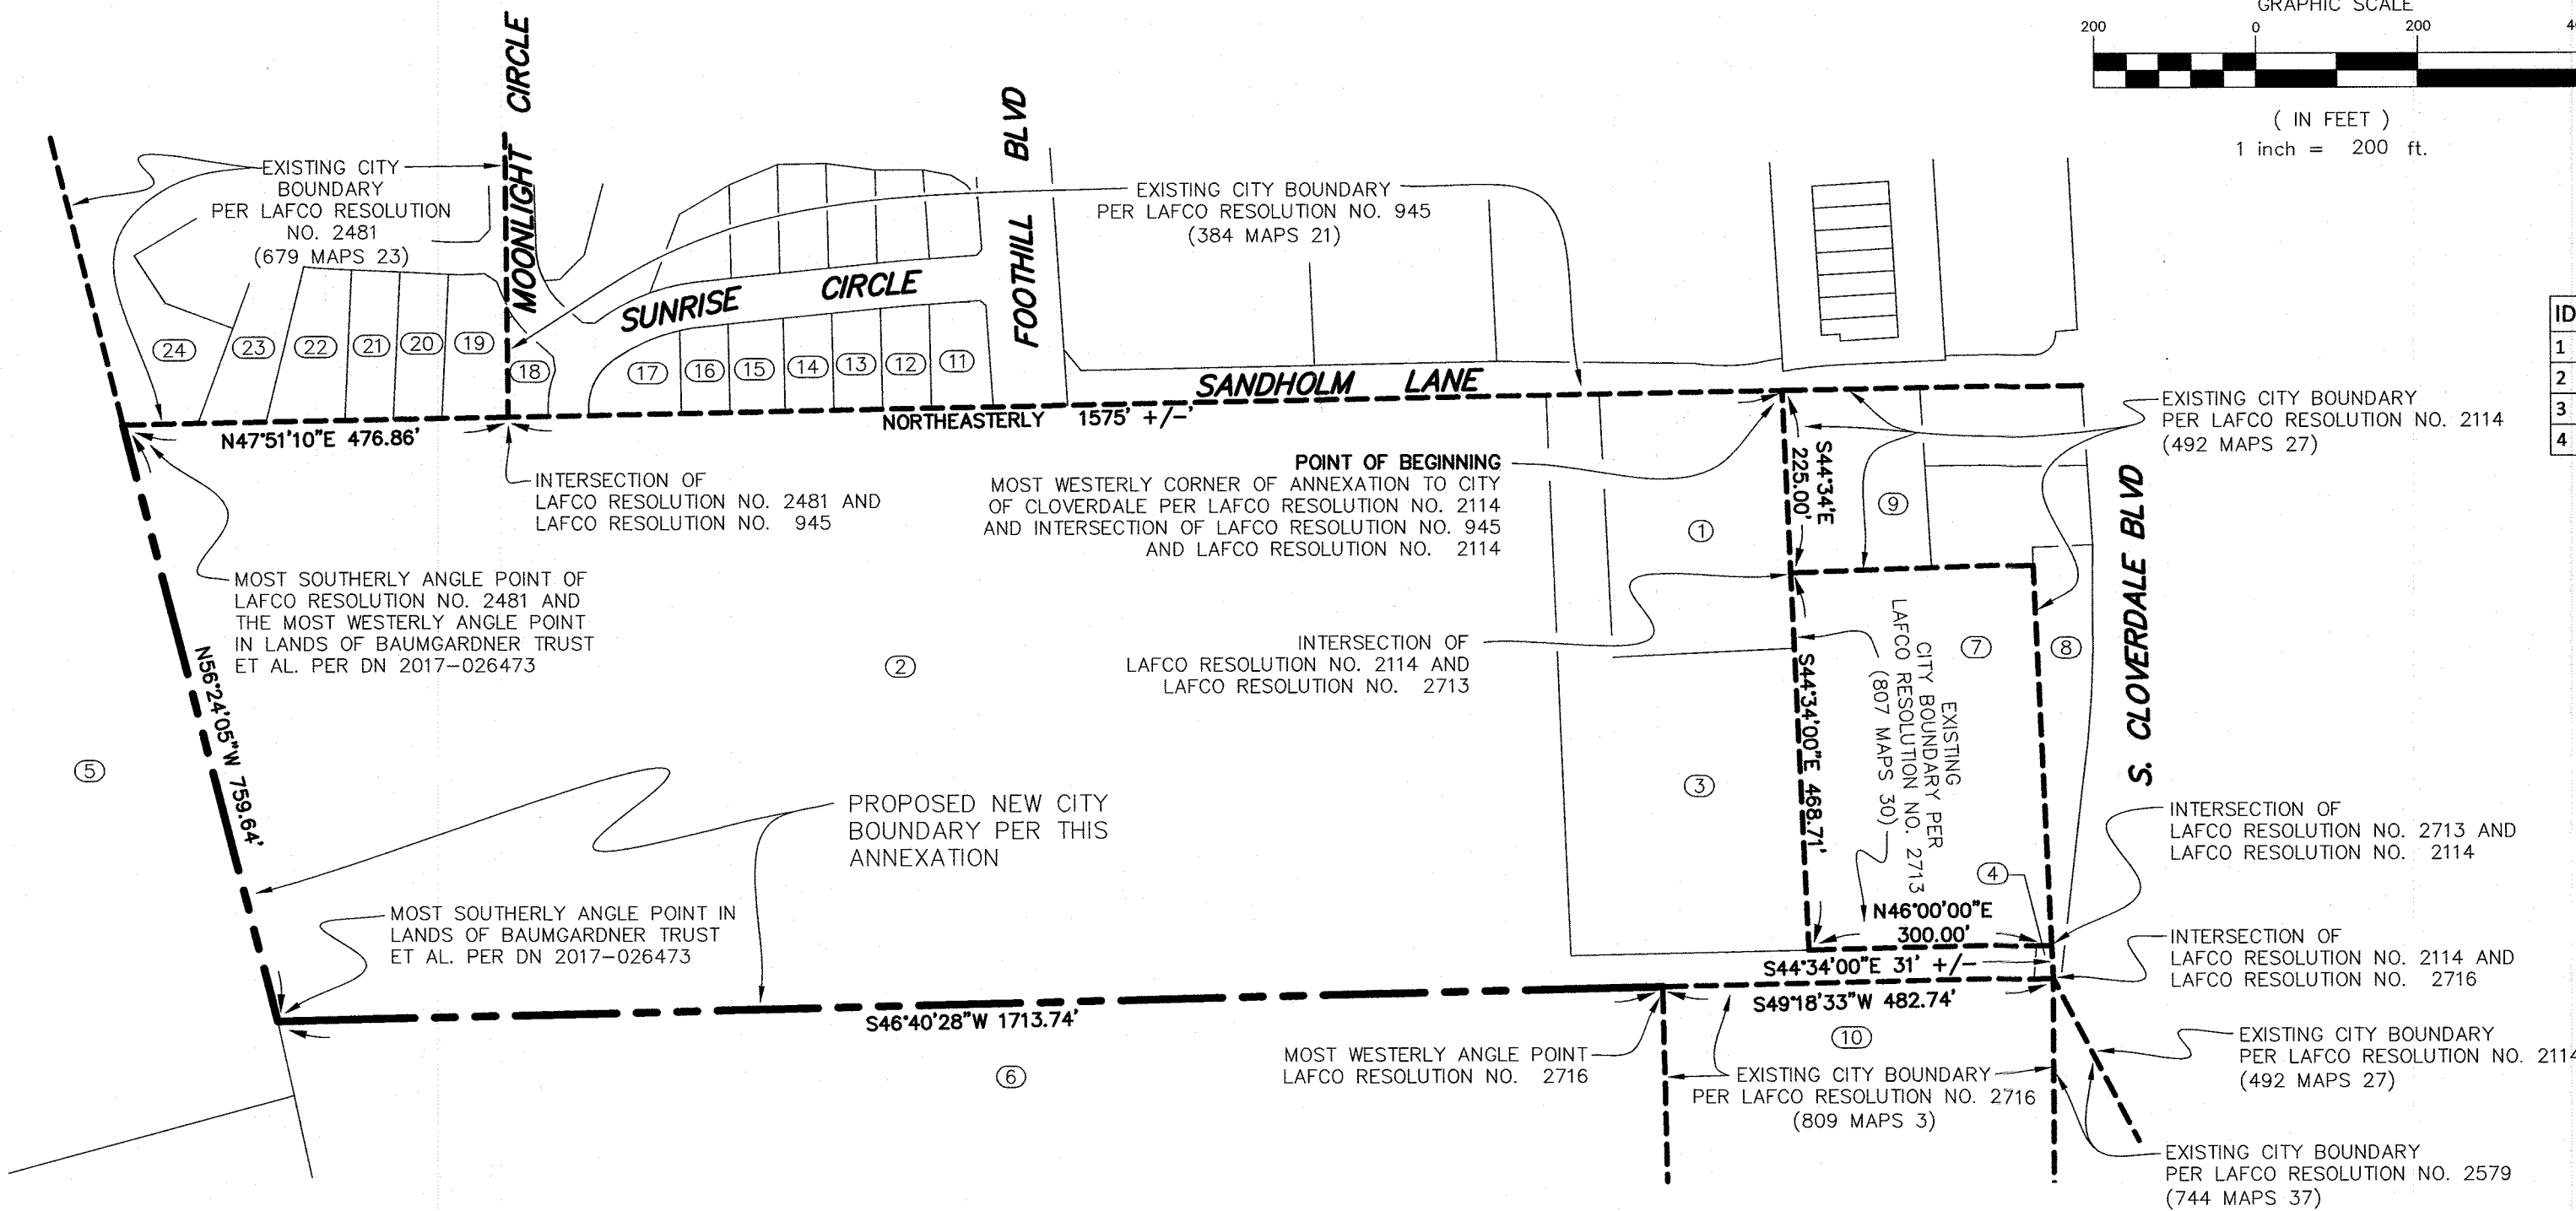 GRAPHIC SCALE
200 0 200
( IN FEET )
1 inch = 200 ft.
MOONLIGHT CIRCLE
FOOTHILL BLVD
SUNRISE CIRCLE
SANDHOLM LANE
S. CLOVERDALE BLVD
EXISTING CITY
BOUNDARY
PER LAFCO RESOLUTION
NO. 2481
(679 MAPS 23)
EXISTING CITY BOUNDARY
PER LAFCO RESOLUTION NO. 945
(384 MAPS 21)
ID
1
2
3
4
24
23
22
21
20
19
18
17
16
15
14
13
12
11
N47°51'10"E 476.86'
NORTHEASTERLY 1575' +/-
EXISTING CITY BOUNDARY
PER LAFCO RESOLUTION NO. 2114
(492 MAPS 27)
INTERSECTION OF
LAFCO RESOLUTION NO. 2481 AND
LAFCO RESOLUTION NO. 945
POINT OF BEGINNING
MOST WESTERLY CORNER OF ANNEXATION TO CITY
OF CLOVERDALE PER LAFCO RESOLUTION NO. 2114
AND INTERSECTION OF LAFCO RESOLUTION NO. 945
AND LAFCO RESOLUTION NO. 2114
S44°34'E
225.00'
1
9
MOST SOUTHERLY ANGLE POINT OF
LAFCO RESOLUTION NO. 2481 AND
THE MOST WESTERLY ANGLE POINT
IN LANDS OF BAUMGARDNER TRUST
ET AL. PER DN 2017-026473
INTERSECTION OF
LAFCO RESOLUTION NO. 2114 AND
LAFCO RESOLUTION NO. 2713
N56°24'05"W 759.64'
2
7
8
5
3
S44°34'00"E 468.71'
EXISTING
CITY BOUNDARY PER
LAFCO RESOLUTION NO. 2713
(807 MAPS 30)
PROPOSED NEW CITY
BOUNDARY PER THIS
ANNEXATION
4
INTERSECTION OF
LAFCO RESOLUTION NO. 2713 AND
LAFCO RESOLUTION NO. 2114
MOST SOUTHERLY ANGLE POINT IN
LANDS OF BAUMGARDNER TRUST
ET AL. PER DN 2017-026473
N46°00'00"E
300.00'
S44°34'00"E 31' +/-
INTERSECTION OF
LAFCO RESOLUTION NO. 2114 AND
LAFCO RESOLUTION NO. 2716
S46°40'28"W 1713.74'
S49°18'33"W 482.74'
6
10
MOST WESTERLY ANGLE POINT
LAFCO RESOLUTION NO. 2716
EXISTING CITY BOUNDARY
PER LAFCO RESOLUTION NO. 2716
(809 MAPS 3)
EXISTING CITY BOUNDARY
PER LAFCO RESOLUTION NO. 2114
(492 MAPS 27)
EXISTING CITY BOUNDARY
PER LAFCO RESOLUTION NO. 2579
(744 MAPS 37)